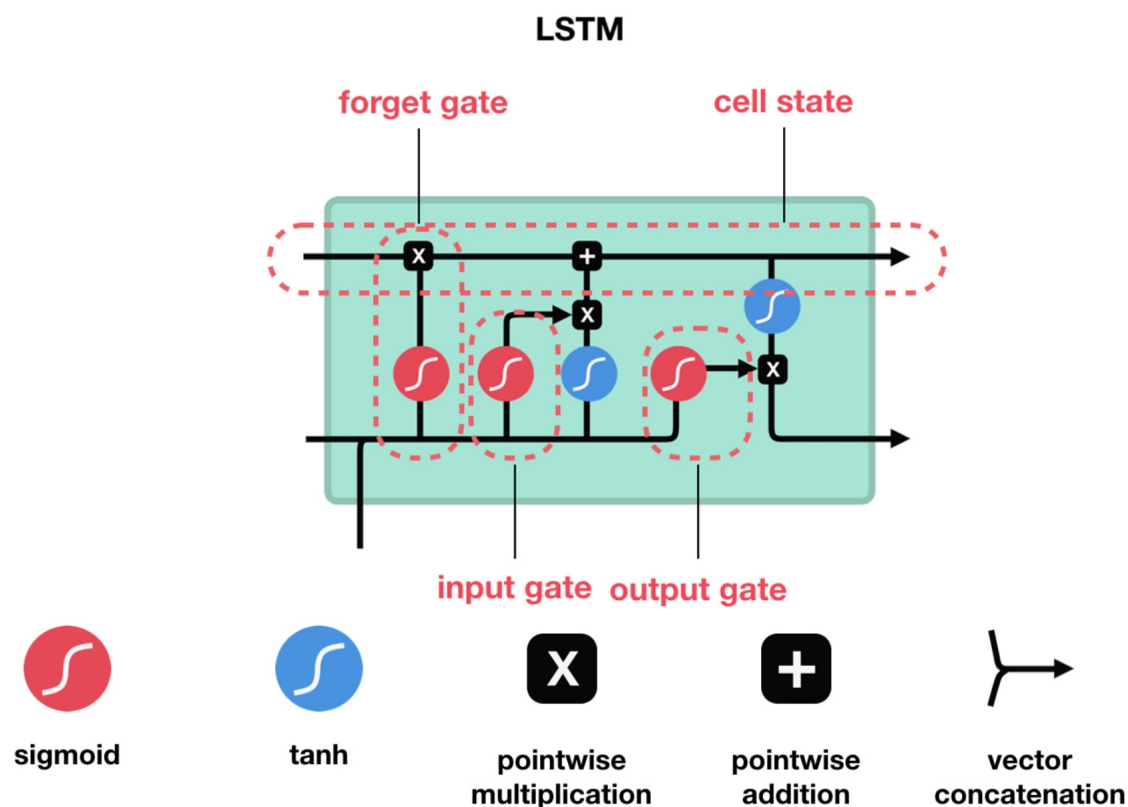 LSTM
forget gate
cell state
X
+
X
X
input gate
output gate
X
+
sigmoid
tanh
pointwise
multiplication
pointwise
addition
vector
concatenation